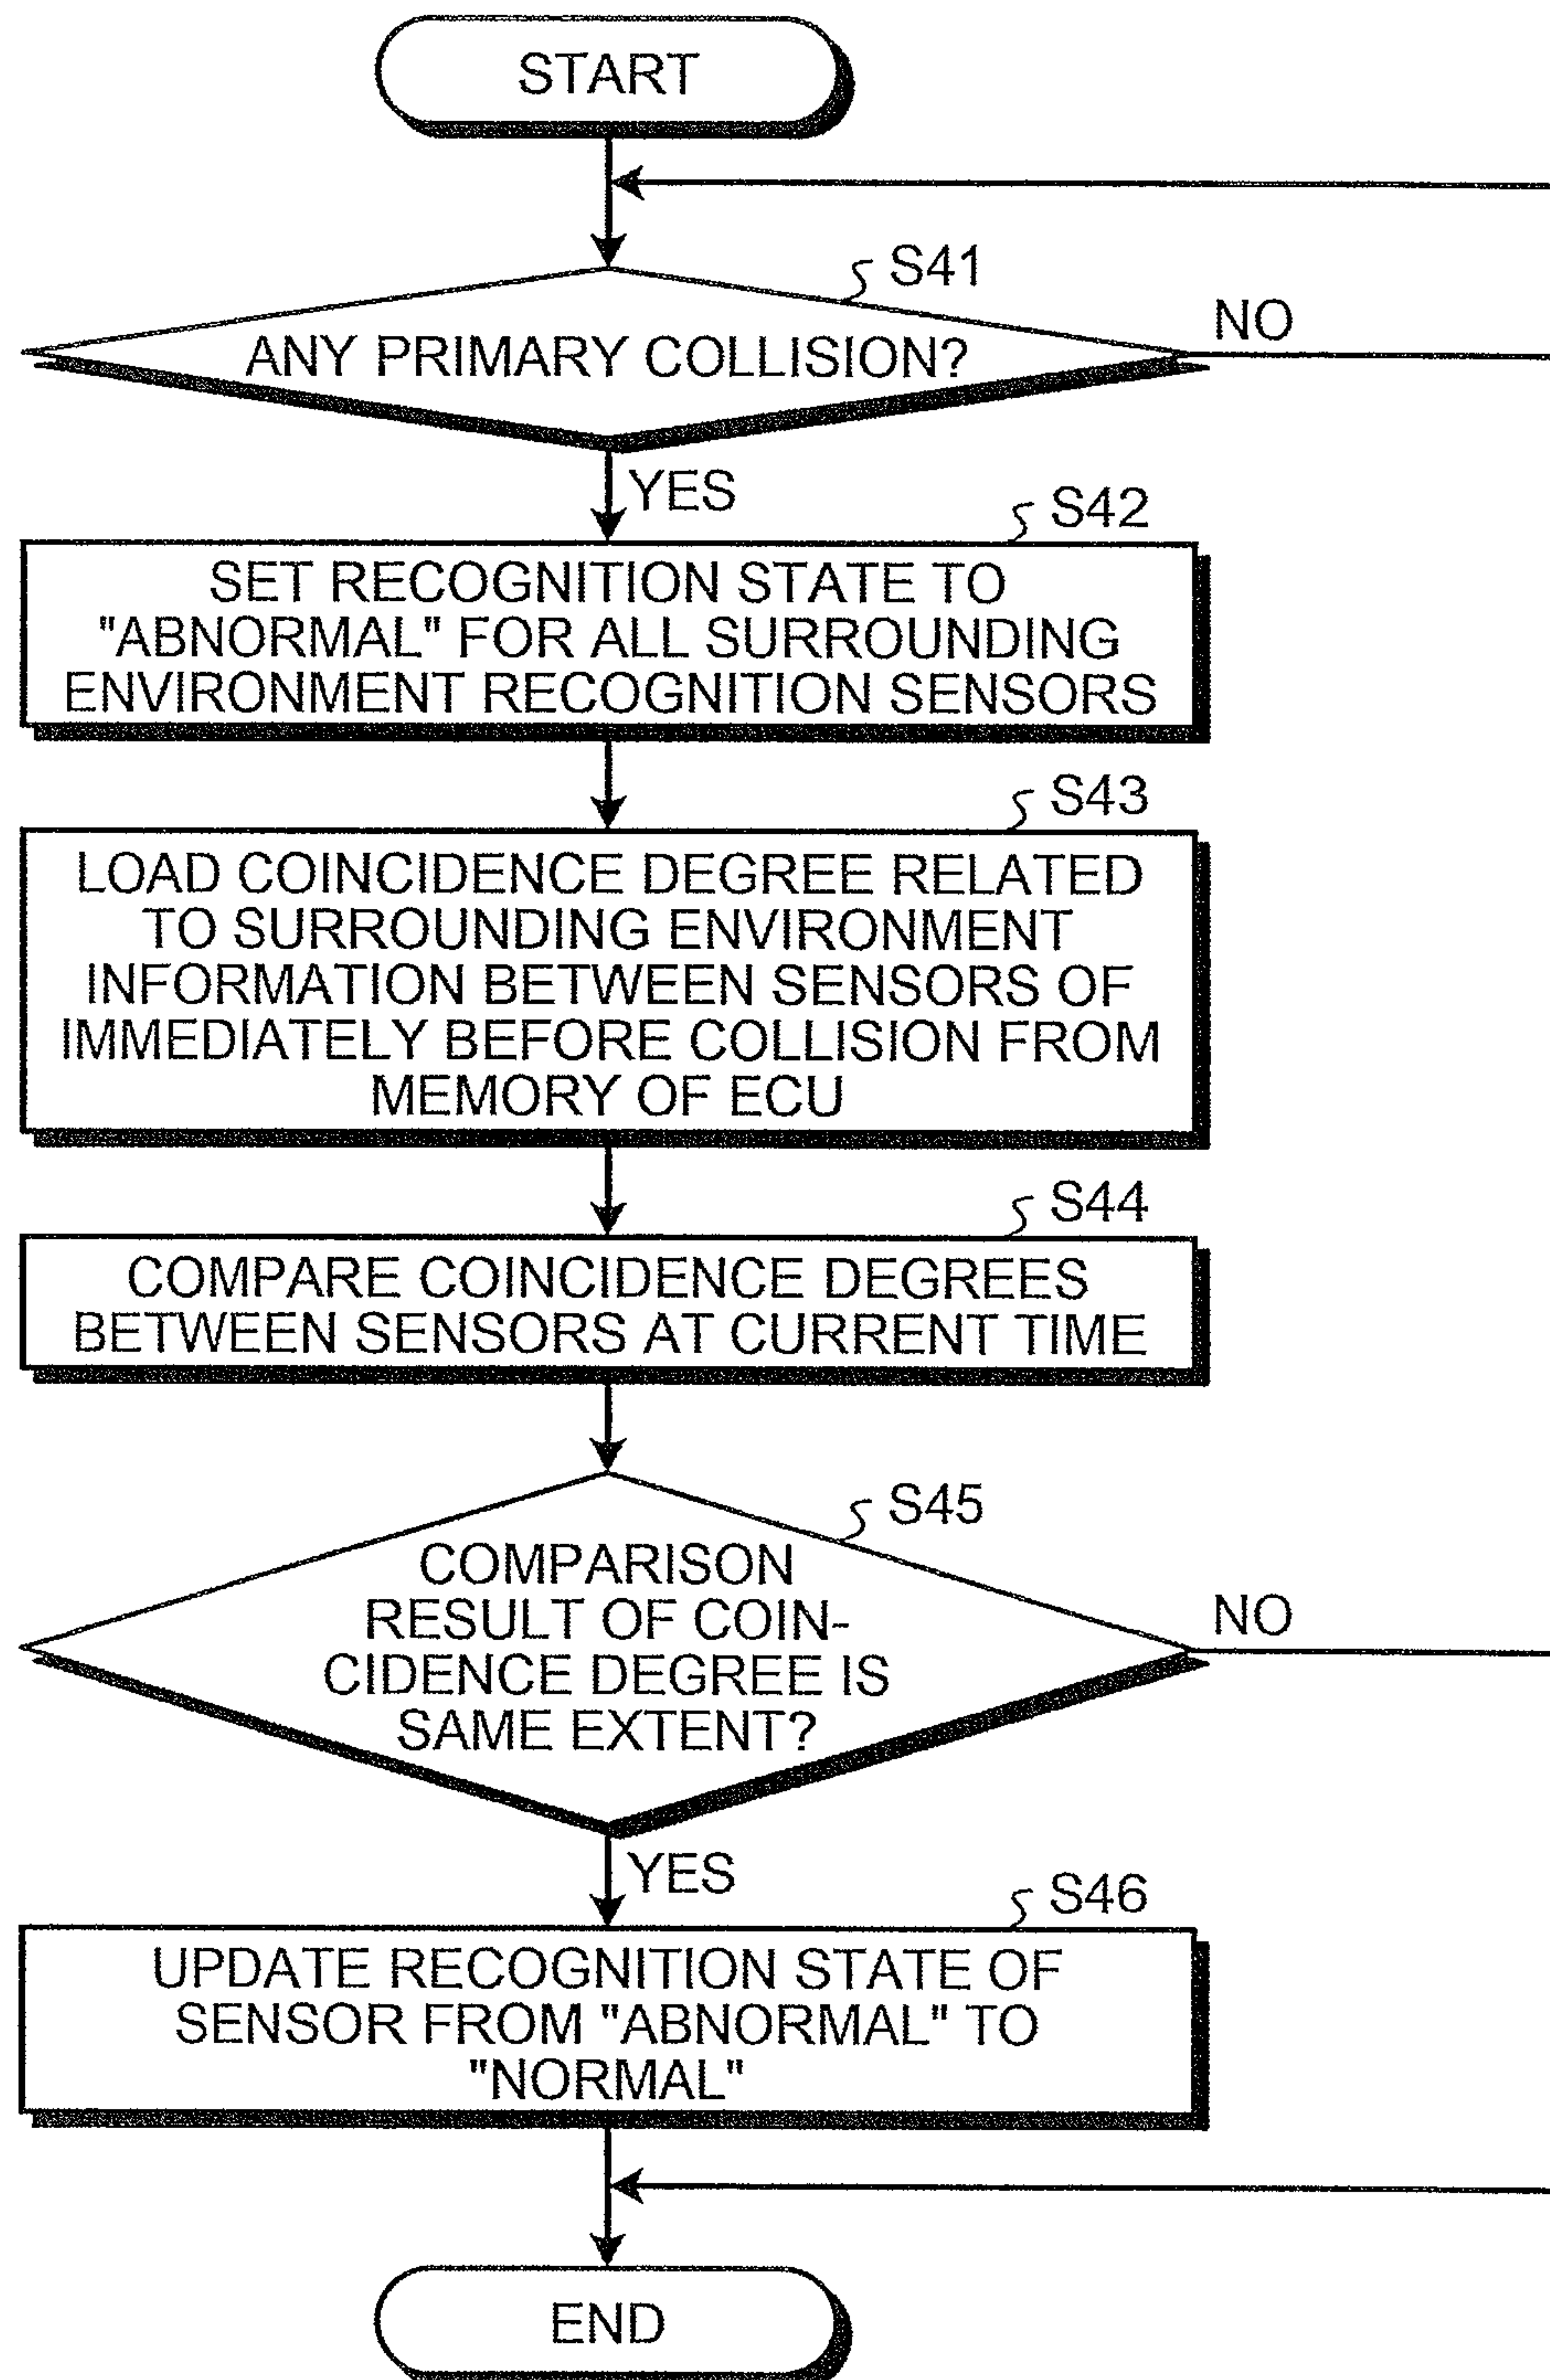 START
S41
ANY PRIMARY COLLISION?
NO
YES
S42
SET RECOGNITION STATE TO
"ABNORMAL" FOR ALL SURROUNDING
ENVIRONMENT RECOGNITION SENSORS
S43
LOAD COINCIDENCE DEGREE RELATED
TO SURROUNDING ENVIRONMENT
INFORMATION BETWEEN SENSORS OF
IMMEDIATELY BEFORE COLLISION FROM
MEMORY OF ECU
S44
COMPARE COINCIDENCE DEGREES
BETWEEN SENSORS AT CURRENT TIME
S45
COMPARISON
RESULT OF COIN-
CIDENCE DEGREE IS
SAME EXTENT?
NO
YES
S46
UPDATE RECOGNITION STATE OF
SENSOR FROM "ABNORMAL" TO
"NORMAL"
END